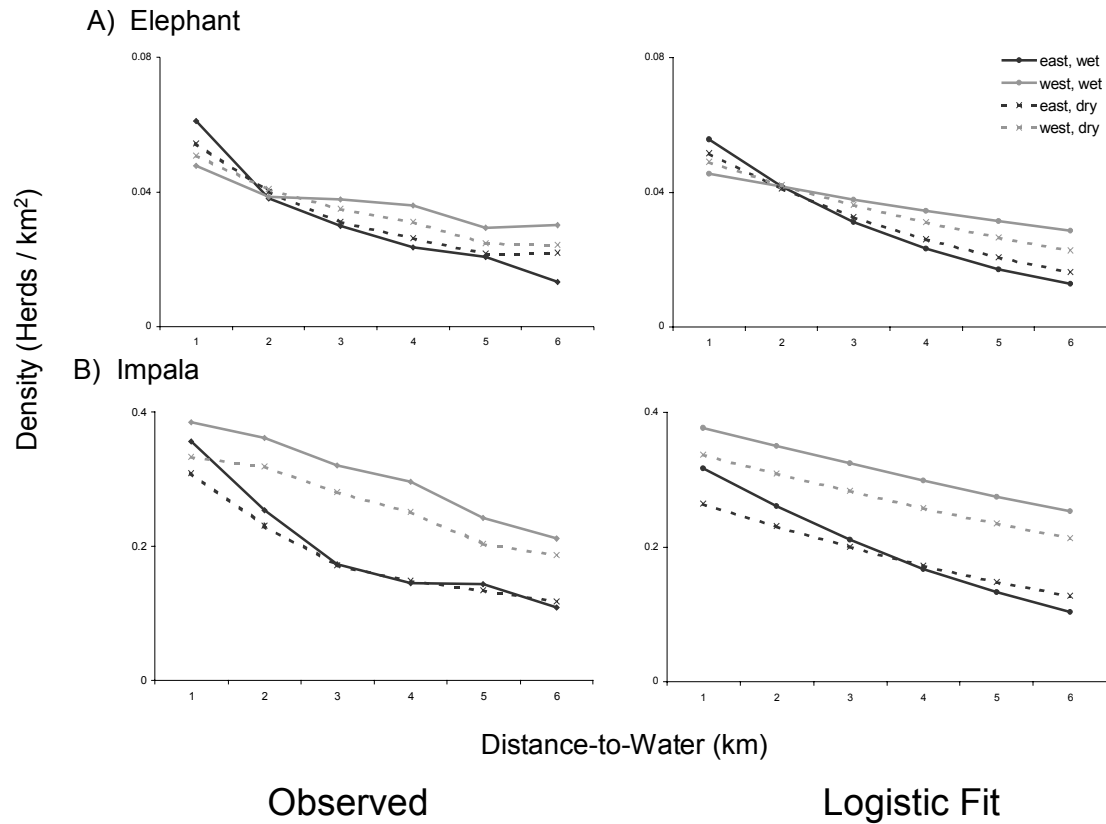 A) Elephant
0.08
0.04
0
1 2 3 4 5 6
0.08
0.04
0
1 2 3 4 5 6
east, wet
west, wet
east, dry
west, dry
Density (Herds / km²)
B) Impala
0.4
0.2
0
1 2 3 4 5 6
0.4
0.2
0
1 2 3 4 5 6
Distance-to-Water (km)
Observed
Logistic Fit